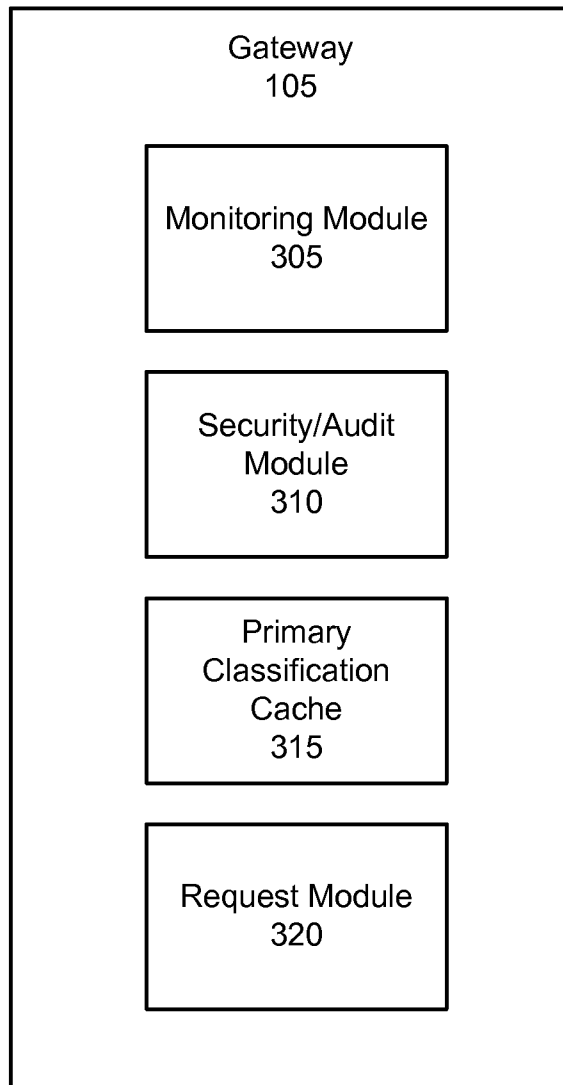 Gateway
105
Monitoring Module
305
Security/Audit
Module
310
Primary
Classification
Cache
315
Request Module
320